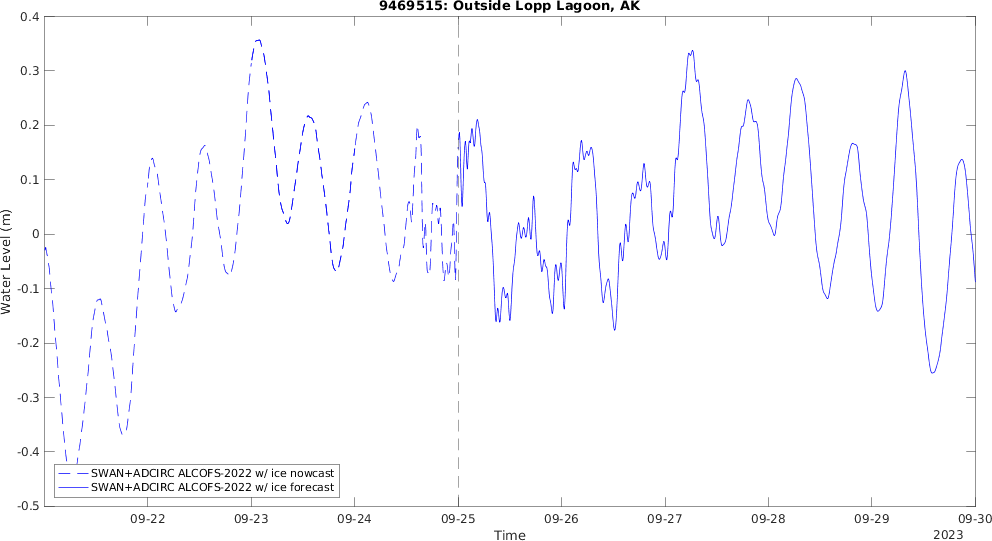 9469515: Outside Lopp Lagoon, AK
0.4
0.3
0.2
0.1
0
-0.1
-0.2
-0.3
-0.4
-0.5
Water Level (m)
SWAN+ADCIRC ALCOFS-2022 w/ ice nowcast
SWAN+ADCIRC ALCOFS-2022 w/ ice forecast
09-22 09-23 09-24 09-25 09-26 09-27 09-28 09-29 09-30
Time
2023